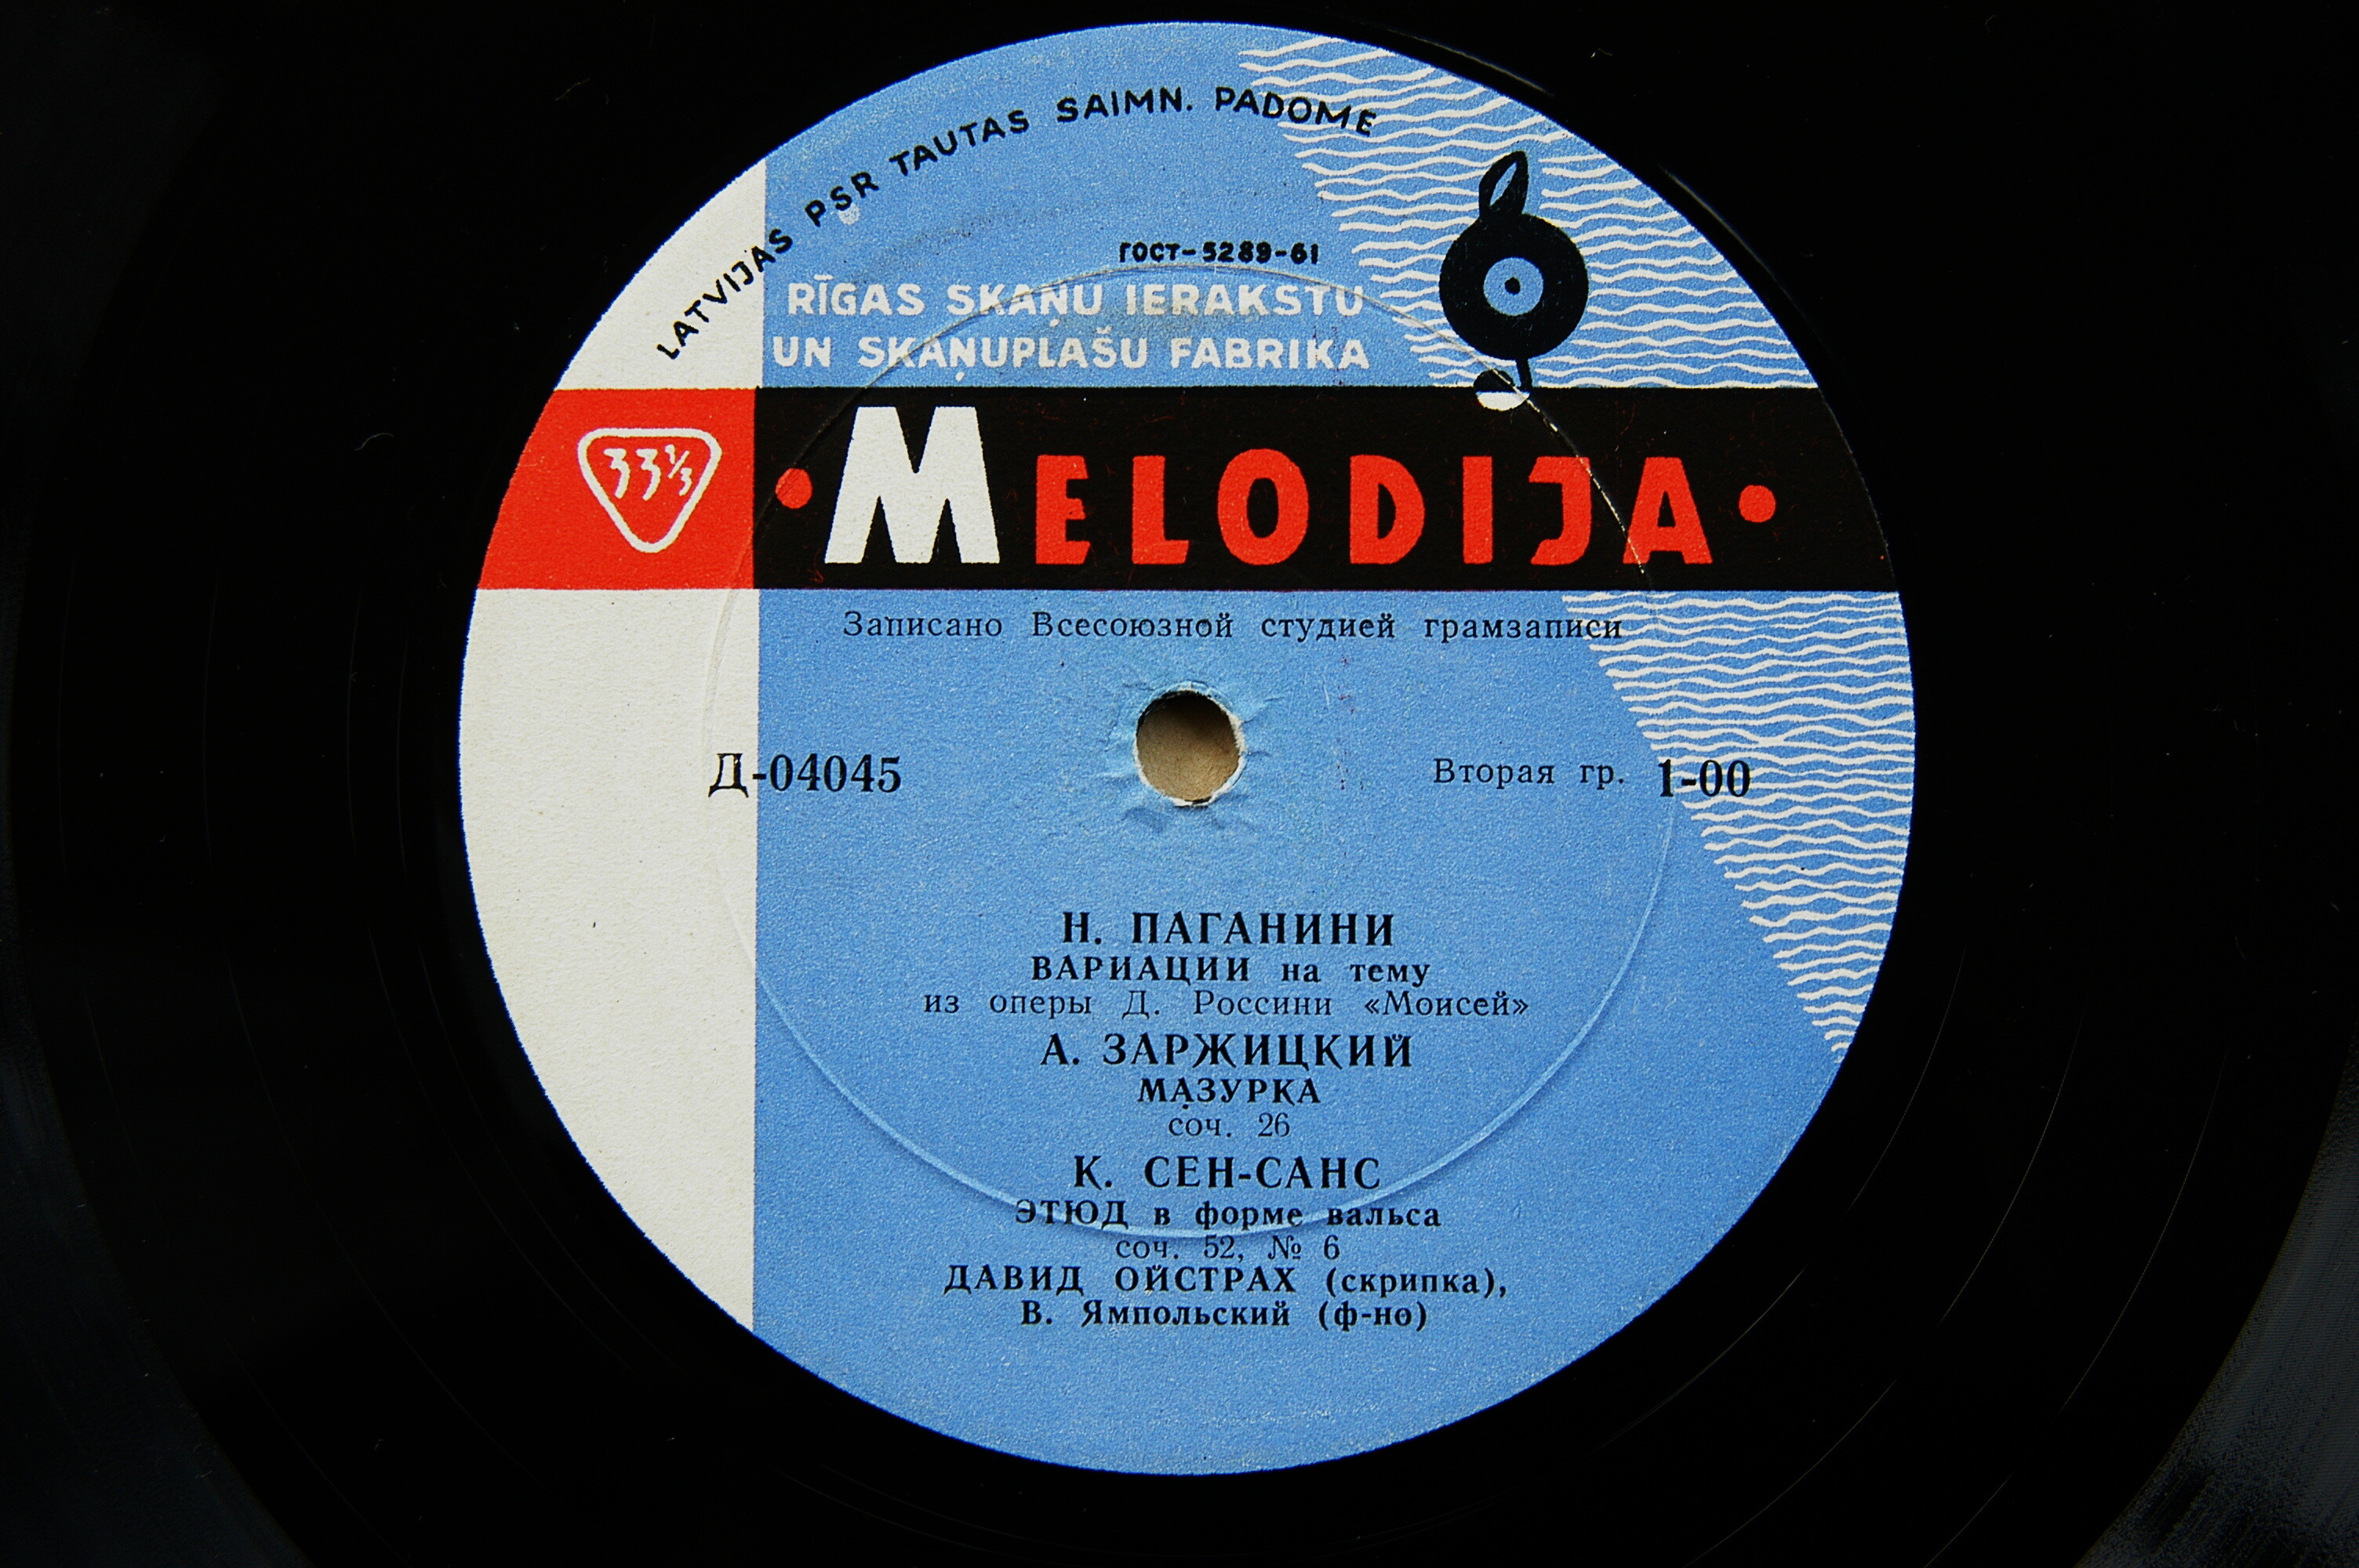 LATVIJAS PSR TAUTAS SAIMN. PADOME
ГОСТ-5289-61
RĪGAS SKAŅU IERAKSTU
UN SKAŅUPLAŠU FABRIKA
33⅓
•MELODIJA•
Записано Всесоюзной студией грамзаписи
Д-04045
Вторая гр. 1-00
Н. ПАГАНИНИ
ВАРИАЦИИ на тему
из оперы Д. Россини «Моисей»
А. ЗАРЖИЦКИЙ
МАЗУРКА
соч. 26
К. СЕН-САНС
ЭТЮД в форме вальса
соч. 52, № 6
ДАВИД ОЙСТРАХ (скрипка),
В. Ямпольский (ф-но)